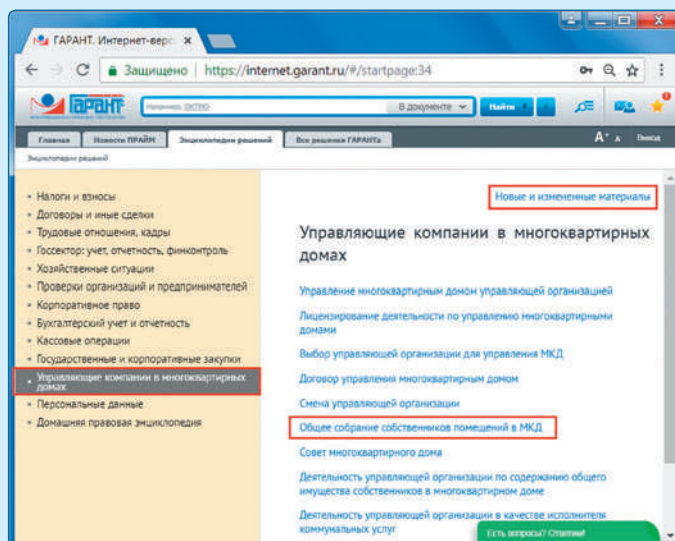 ГАРАНТ. Интернет-верс
Защищено | https://internet.garant.ru/#/startpage:34
ГАРАНТ
Например, ОКТМО
В документе
Найти
Главная
Новости ПРАЙМ
Энциклопедии решений
Все решения ГАРАНТа
А+ А
Выход
Энциклопедии решений
Налоги и взносы
Договоры и иные сделки
Трудовые отношения, кадры
Госсектор: учет, отчетность, финконтроль
Хозяйственные ситуации
Проверки организаций и предпринимателей
Корпоративное право
Бухгалтерский учет и отчетность
Кассовые операции
Государственные и корпоративные закупки
Управляющие компании в многоквартирных
домах
Персональные данные
Домашняя правовая энциклопедия
Новые и измененные материалы
Управляющие компании в многоквартирных
домах
Управление многоквартирным домом управляющей организацией
Лицензирование деятельности по управлению многоквартирными
домами
Выбор управляющей организации для управления МКД
Договор управления многоквартирным домом
Смена управляющей организации
Общее собрание собственников помещений в МКД
Совет многоквартирного дома
Деятельность управляющей организации по содержанию общего
имущества собственников в многоквартирном доме
Деятельность управляющей организации в качестве исполнителя
коммунальных услуг
Есть вопросы? Ответим!